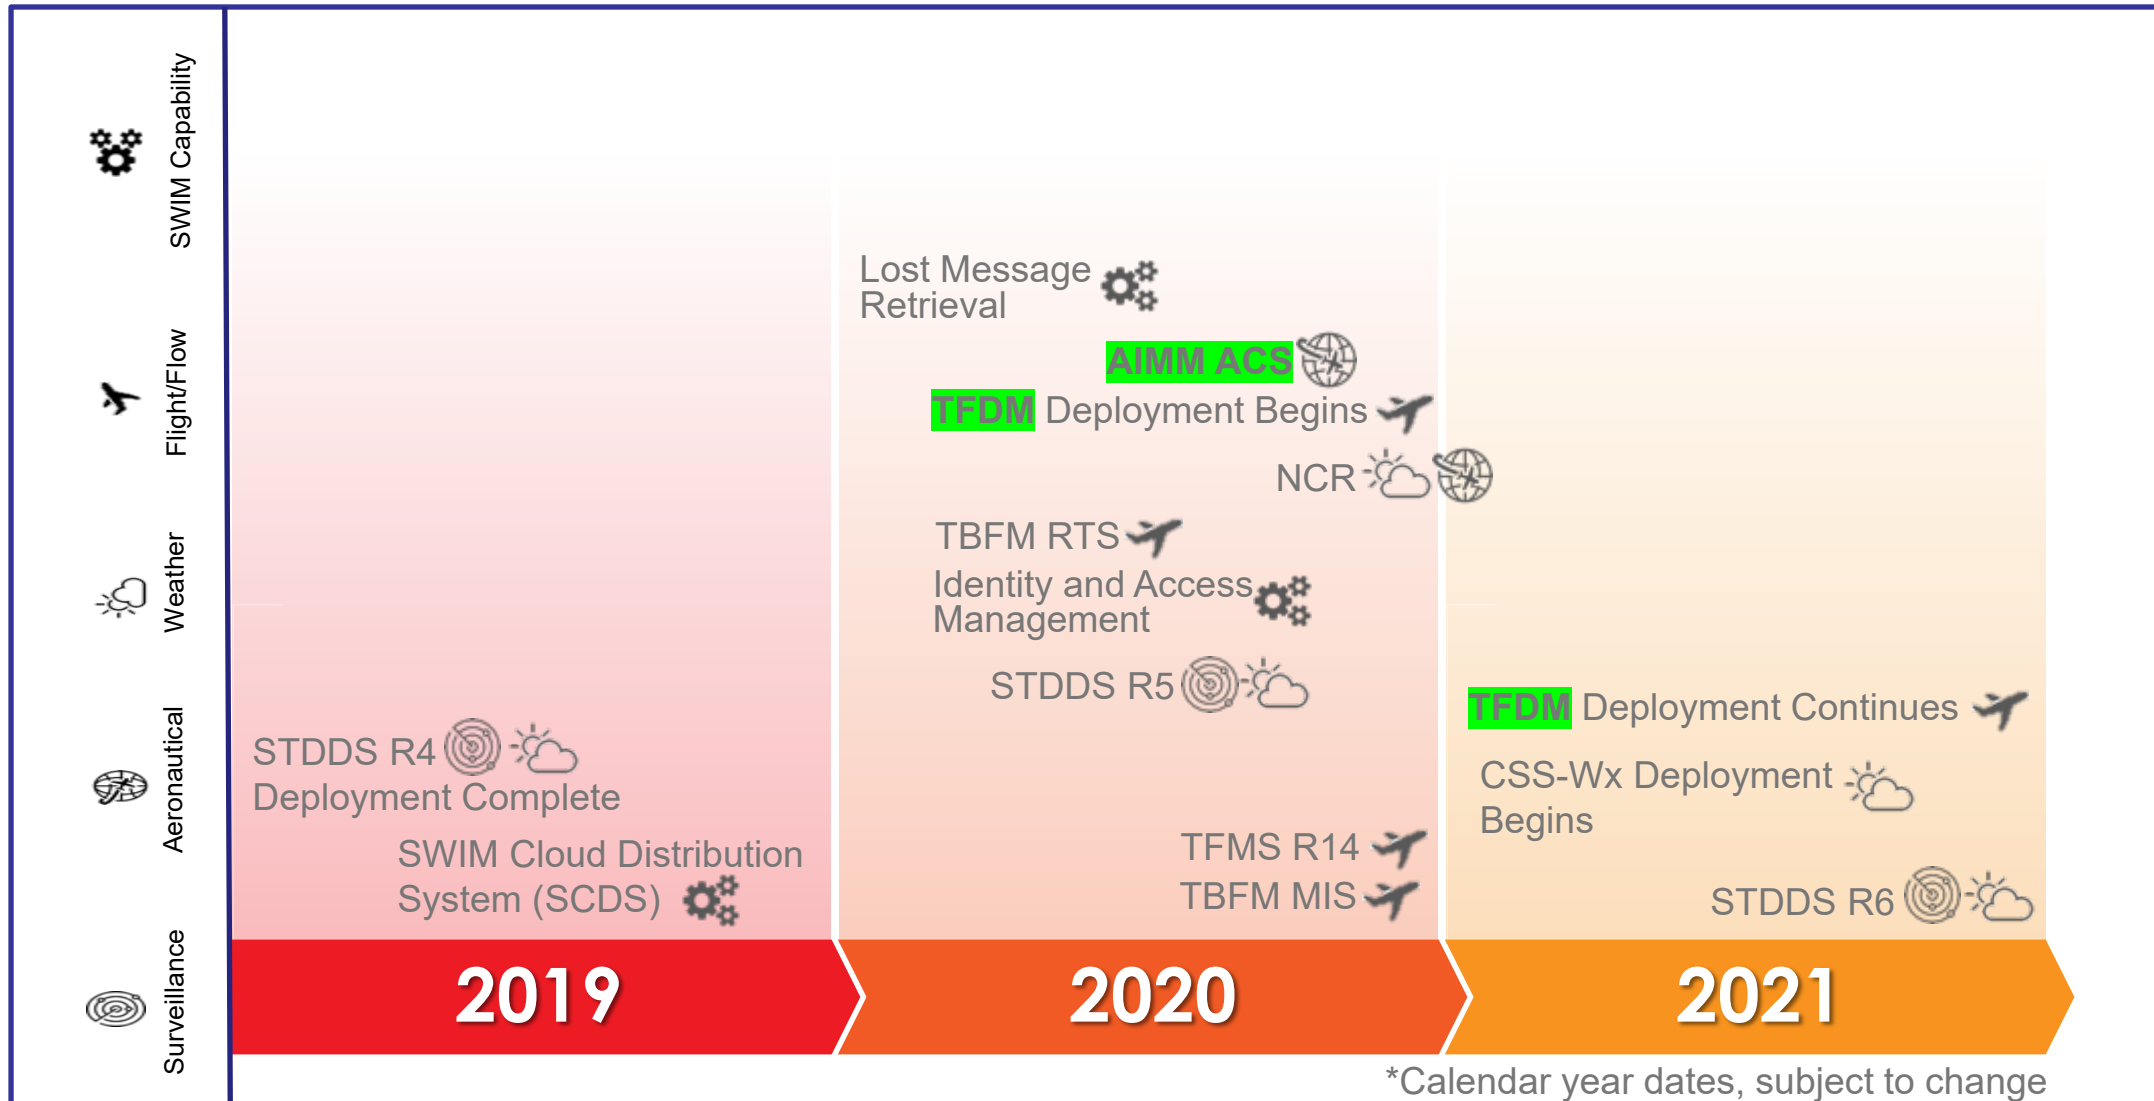 SWIM Capability
Flight/Flow
Weather
Aeronautical
Surveillance
STDDS R4
Deployment Complete
SWIM Cloud Distribution
System (SCDS)
2019
Lost Message
Retrieval
AIMM ACS
TFDM Deployment Begins
NCR
TBFM RTS
Identity and Access
Management
STDDS R5
TFMS R14
TBFM MIS
2020
TFDM Deployment Continues
CSS-Wx Deployment
Begins
STDDS R6
2021
*Calendar year dates, subject to change